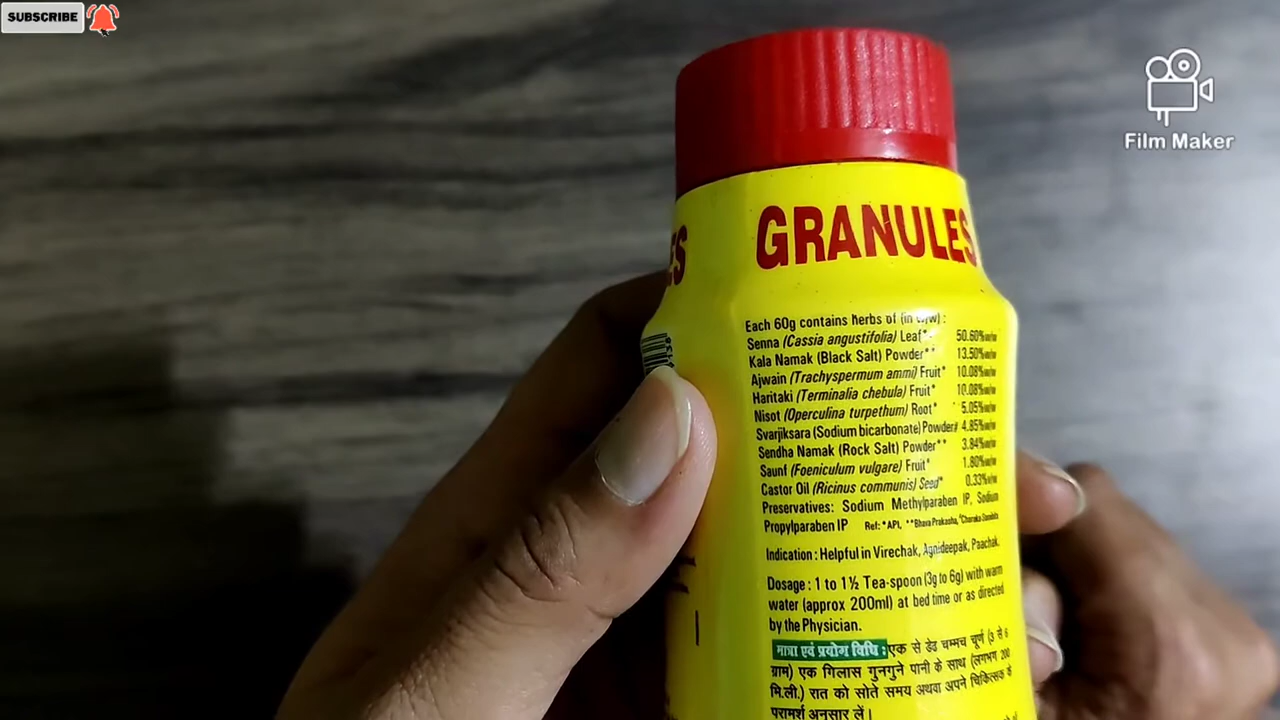 SUBSCRIBE
Film Maker
GRANULES
ES
Each 60g contains herbs of (in w/w) :
Senna (Cassia angustifolia) Leaf* 50.60%w/w
Kala Namak (Black Salt) Powder** 13.50%w/w
Ajwain (Trachyspermum ammi) Fruit* 10.08%w/w
Haritaki (Terminalia chebula) Fruit* 10.08%w/w
Nisot (Operculina turpethum) Root* 5.05%w/w
Svarjiksara (Sodium bicarbonate) Powder# 4.85%w/w
Sendha Namak (Rock Salt) Powder** 3.84%w/w
Saunf (Foeniculum vulgare) Fruit* 1.80%w/w
Castor Oil (Ricinus communis) Seed* 0.33%w/w
Preservatives: Sodium Methylparaben IP, Sodium
Propylparaben IP Ref: *API, **Bhava Prakasha, #Charaka Samhita
Indication : Helpful in Virechak, Agnideepak, Paachak.
Dosage : 1 to 1½ Tea-spoon (3g to 6g) with warm
water (approx 200ml) at bed time or as directed
by the Physician.
मात्रा एवं प्रयोग विधि : एक से डेढ चम्मच चूर्ण (3 से 6
ग्राम) एक गिलास गुनगुने पानी के साथ (लगभग 200
मि.ली.) रात को सोते समय अथवा अपने चिकित्सक के
परामर्श अनुसार लें।